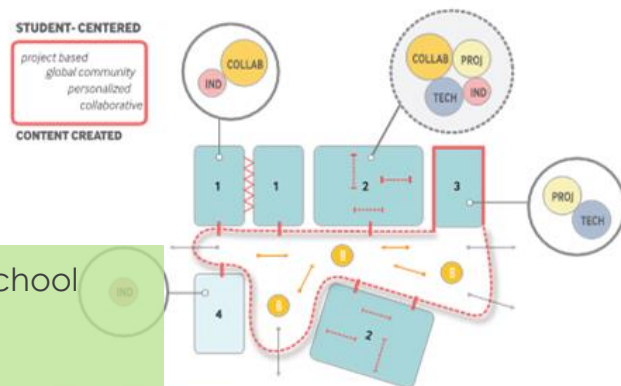 STUDENT- CENTERED
project based
global community
personalized
collaborative
CONTENT CREATED
COLLAB
IND
COLLAB
PROJ
TECH
IND
1
1
2
3
PROJ
TECH
chool
IND
4
2